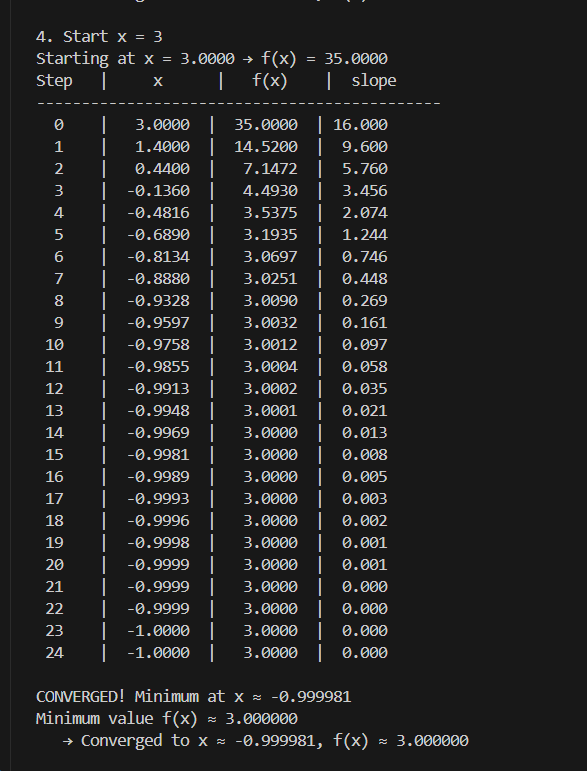 4. Start x = 3
Starting at x = 3.0000 → f(x) = 35.0000
Step | x | f(x) | slope
---------------------------------------------
0 | 3.0000 | 35.0000 | 16.000
1 | 1.4000 | 14.5200 | 9.600
2 | 0.4400 | 7.1472 | 5.760
3 | -0.1360 | 4.4930 | 3.456
4 | -0.4816 | 3.5375 | 2.074
5 | -0.6890 | 3.1935 | 1.244
6 | -0.8134 | 3.0697 | 0.746
7 | -0.8880 | 3.0251 | 0.448
8 | -0.9328 | 3.0090 | 0.269
9 | -0.9597 | 3.0032 | 0.161
10 | -0.9758 | 3.0012 | 0.097
11 | -0.9855 | 3.0004 | 0.058
12 | -0.9913 | 3.0002 | 0.035
13 | -0.9948 | 3.0001 | 0.021
14 | -0.9969 | 3.0000 | 0.013
15 | -0.9981 | 3.0000 | 0.008
16 | -0.9989 | 3.0000 | 0.005
17 | -0.9993 | 3.0000 | 0.003
18 | -0.9996 | 3.0000 | 0.002
19 | -0.9998 | 3.0000 | 0.001
20 | -0.9999 | 3.0000 | 0.001
21 | -0.9999 | 3.0000 | 0.000
22 | -0.9999 | 3.0000 | 0.000
23 | -1.0000 | 3.0000 | 0.000
24 | -1.0000 | 3.0000 | 0.000
CONVERGED! Minimum at x ≈ -0.999981
Minimum value f(x) ≈ 3.000000
→ Converged to x ≈ -0.999981, f(x) ≈ 3.000000